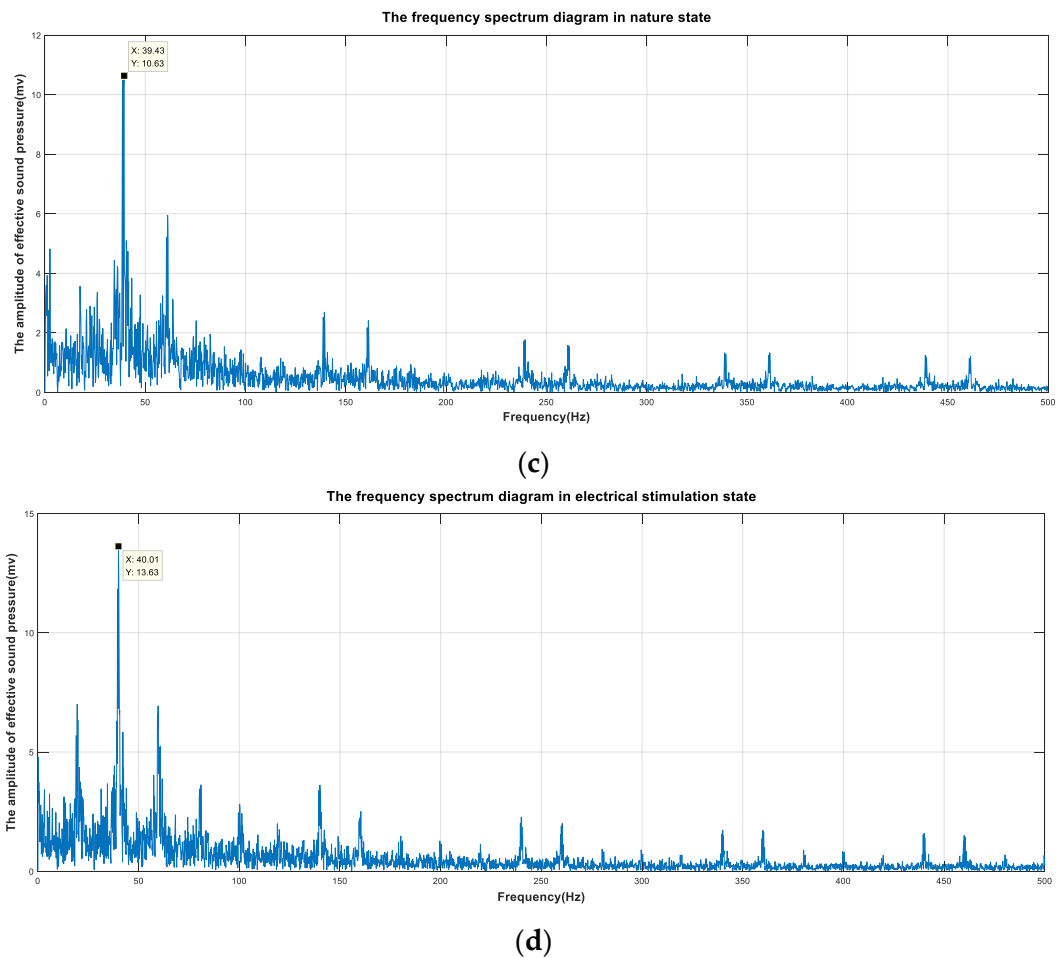 The frequency spectrum diagram in nature state
12
X: 39.43
Y: 10.63
10
8
6
4
2
0
The amplitude of effective sound pressure(mv)
0 50 100 150 200 250 300 350 400 450 500
Frequency(Hz)
(c)
The frequency spectrum diagram in electrical stimulation state
15
X: 40.01
Y: 13.63
10
5
0
The amplitude of effective sound pressure(mv)
0 50 100 150 200 250 300 350 400 450 500
Frequency(Hz)
(d)